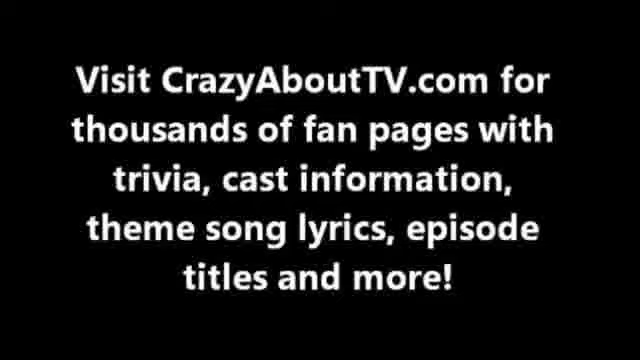 Visit CrazyAboutTV.com for
thousands of fan pages with
trivia, cast information,
theme song lyrics, episode
titles and more!